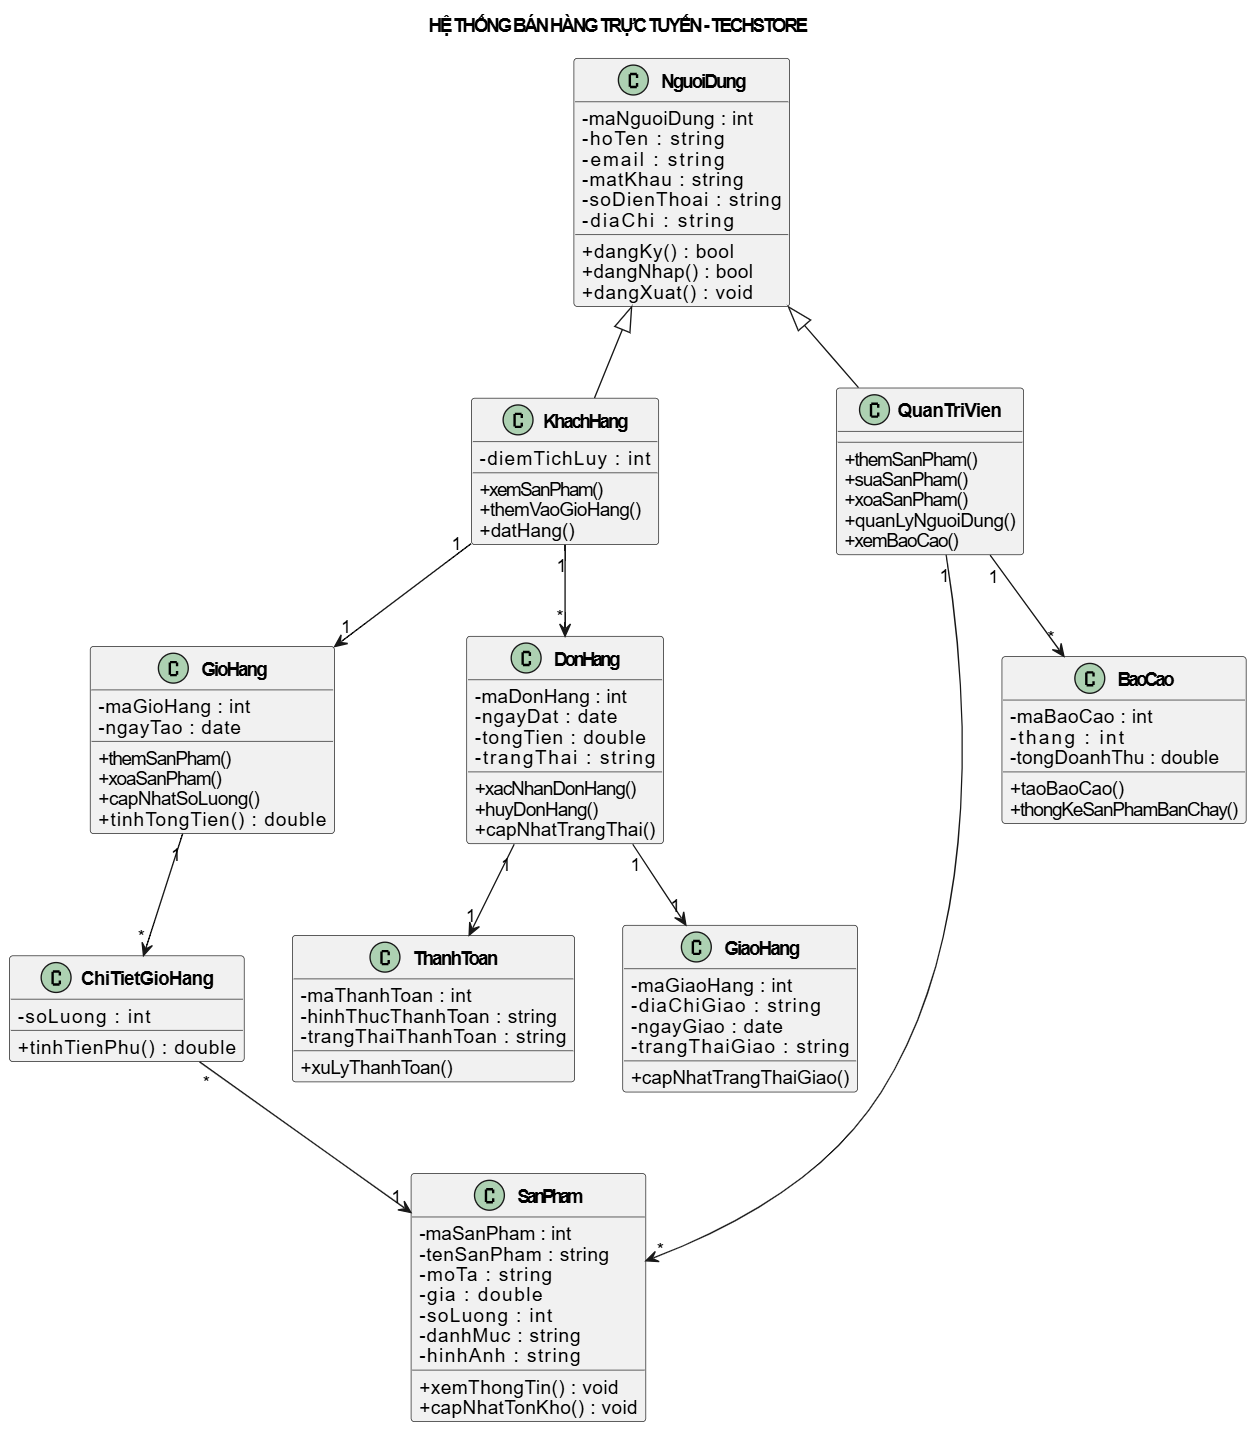 HỆ THỐNG BÁN HÀNG TRỰC TUYẾN - TECHSTORE
C NguoiDung
-maNguoiDung : int
-hoTen : string
-email : string
-matKhau : string
-soDienThoai : string
-diaChi : string
+dangKy() : bool
+dangNhap() : bool
+dangXuat() : void
C KhachHang
-diemTichLuy : int
+xemSanPham()
+themVaoGioHang()
+datHang()
C QuanTriVien
+themSanPham()
+suaSanPham()
+xoaSanPham()
+quanLyNguoiDung()
+xemBaoCao()
1
1
1
*
1
1
*
C GioHang
-maGioHang : int
-ngayTao : date
+themSanPham()
+xoaSanPham()
+capNhatSoLuong()
+tinhTongTien() : double
C DonHang
-maDonHang : int
-ngayDat : date
-tongTien : double
-trangThai : string
+xacNhanDonHang()
+huyDonHang()
+capNhatTrangThai()
C BaoCao
-maBaoCao : int
-thang : int
-tongDoanhThu : double
+taoBaoCao()
+thongKeSanPhamBanChay()
1
*
1
1
1
1
C ChiTietGioHang
-soLuong : int
+tinhTienPhu() : double
C ThanhToan
-maThanhToan : int
-hinhThucThanhToan : string
-trangThaiThanhToan : string
+xuLyThanhToan()
C GiaoHang
-maGiaoHang : int
-diaChiGiao : string
-ngayGiao : date
-trangThaiGiao : string
+capNhatTrangThaiGiao()
*
1
*
C SanPham
-maSanPham : int
-tenSanPham : string
-moTa : string
-gia : double
-soLuong : int
-danhMuc : string
-hinhAnh : string
+xemThongTin() : void
+capNhatTonKho() : void